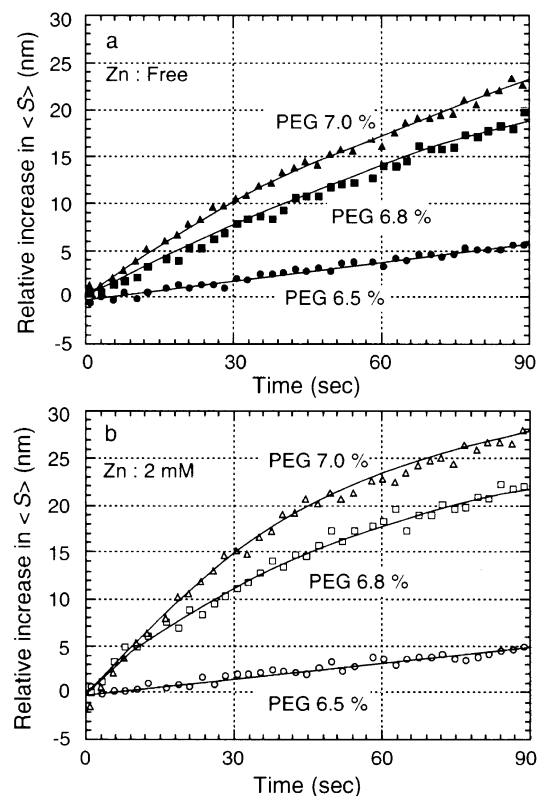 a
Zn : Free
PEG 7.0 %
PEG 6.8 %
PEG 6.5 %
Relative increase in < S > (nm)
30
25
20
15
10
5
0
-5
0
30
60
90
Time (sec)
b
Zn : 2 mM
PEG 7.0 %
PEG 6.8 %
PEG 6.5 %
Relative increase in < S > (nm)
30
25
20
15
10
5
0
-5
0
30
60
90
Time (sec)